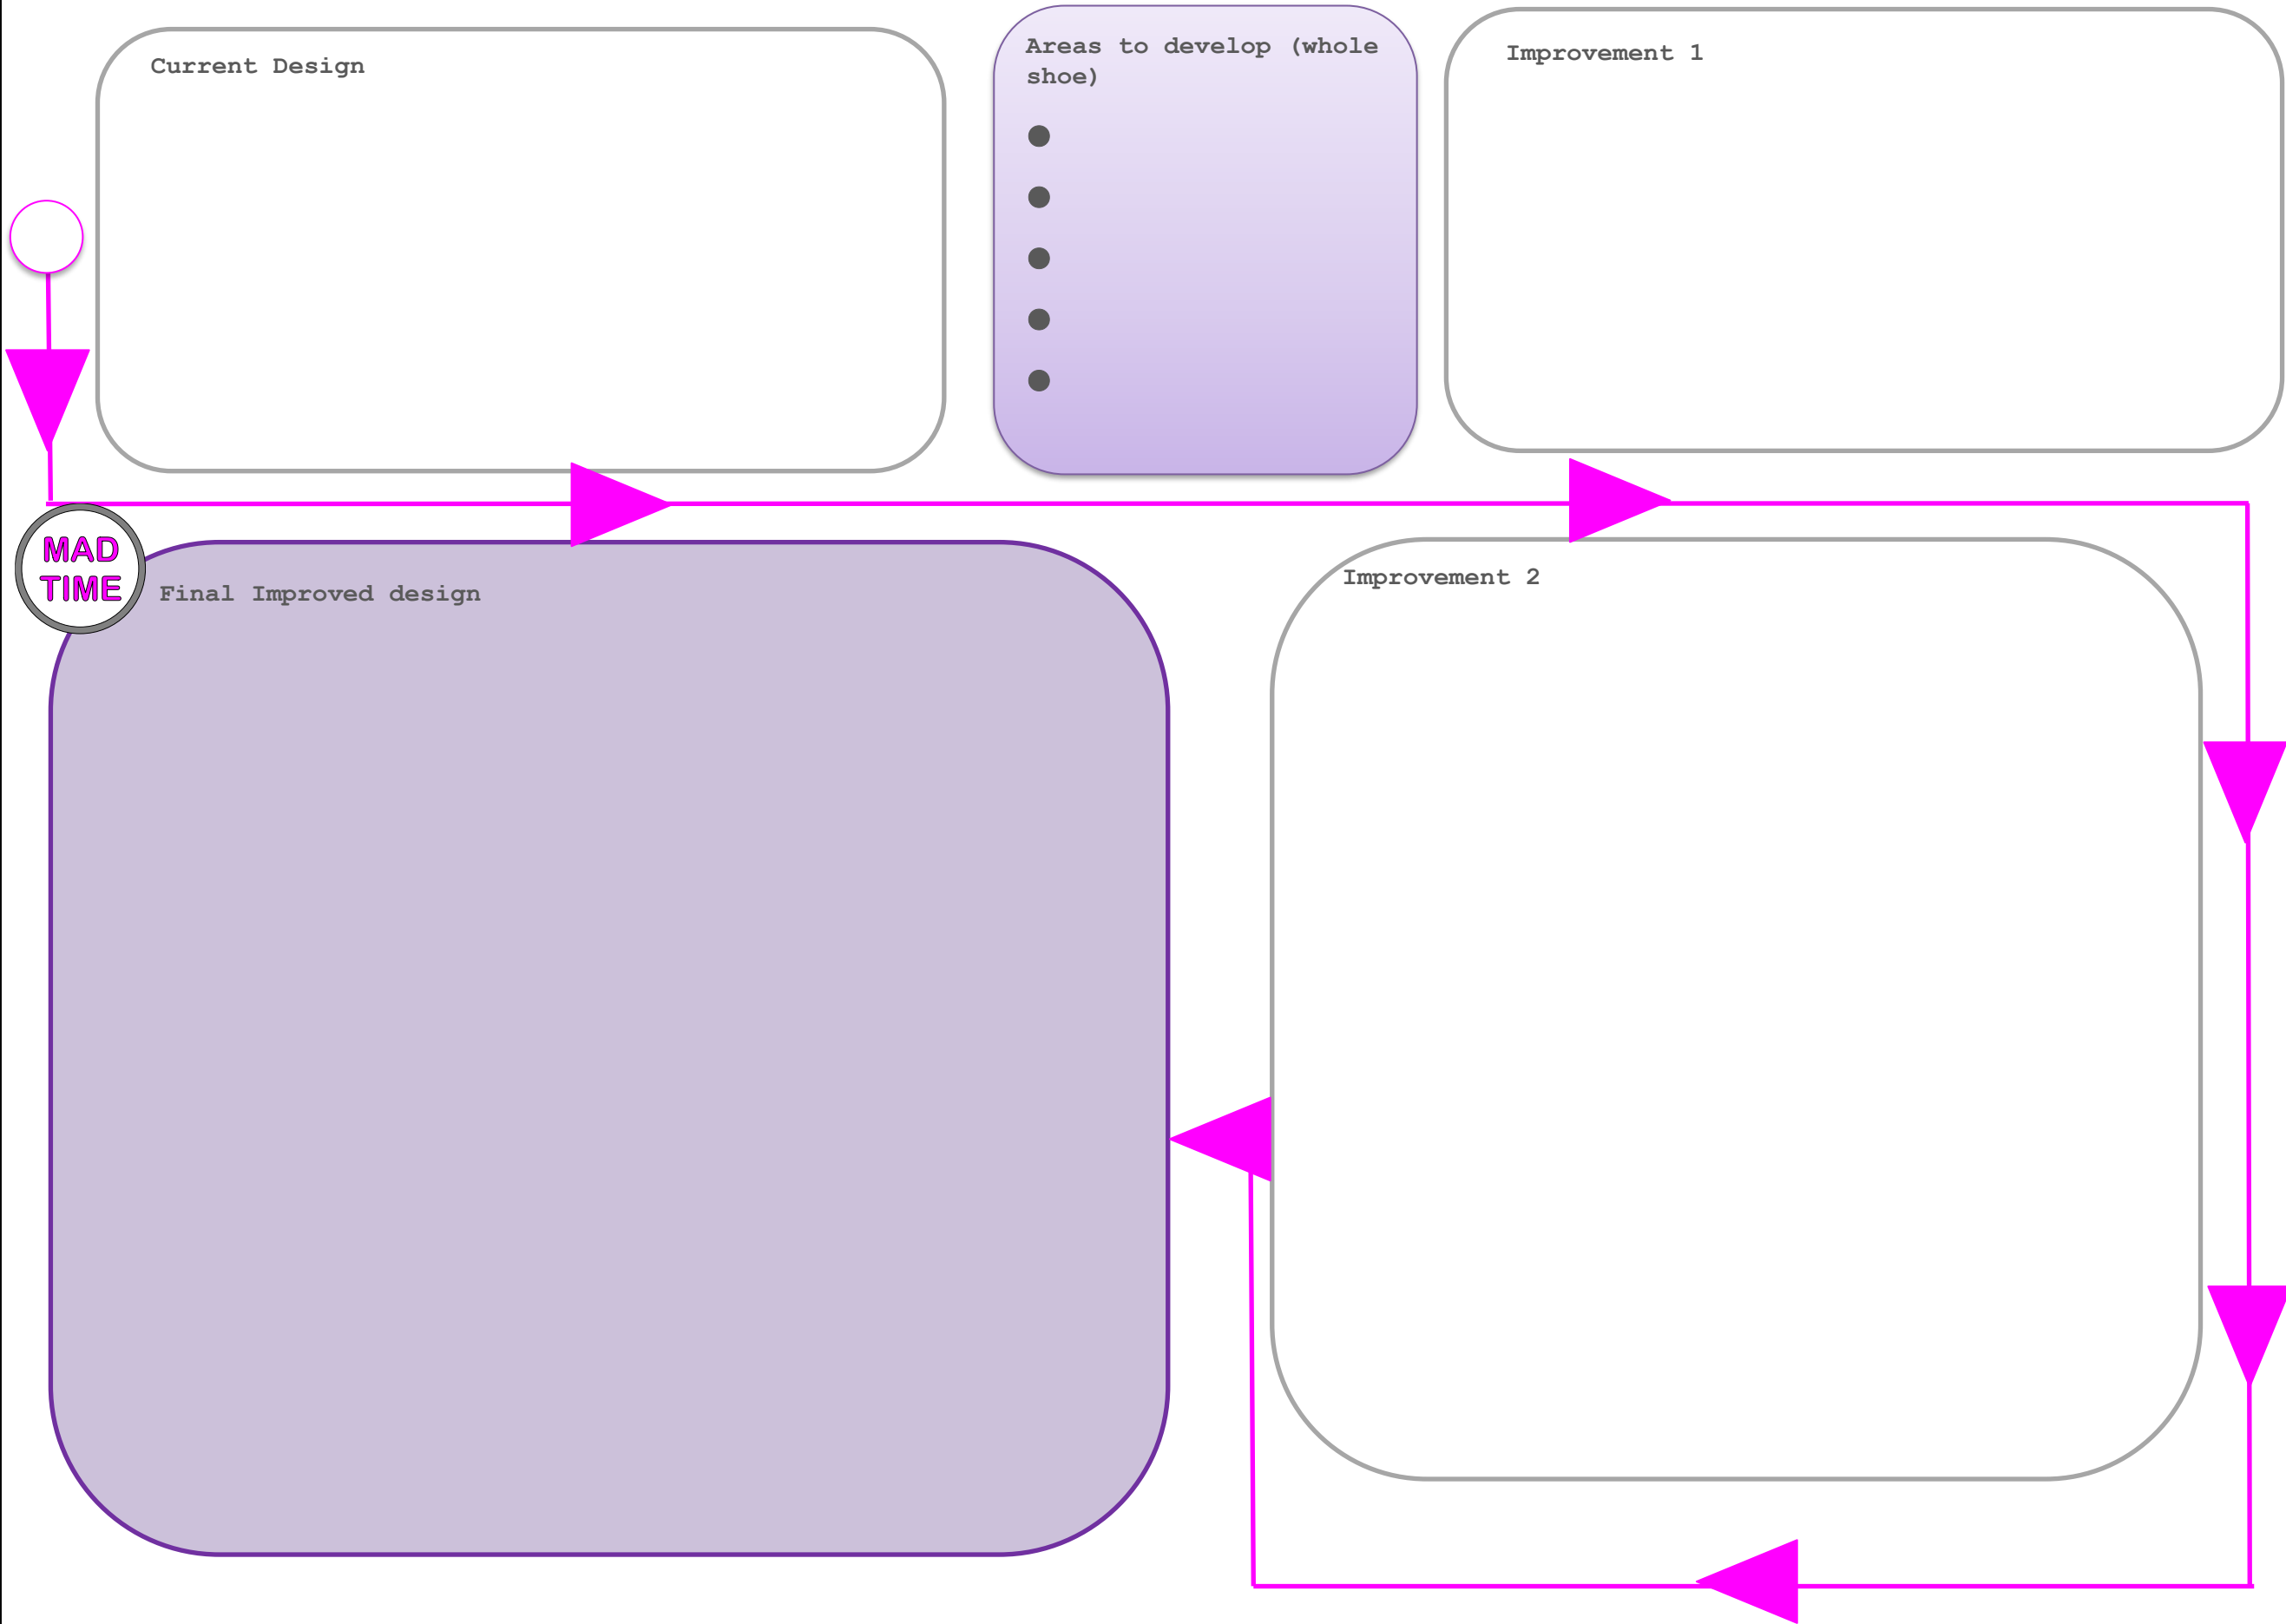 Current Design
Areas to develop (whole
shoe)
Improvement 1
MAD
TIME
Final Improved design
Improvement 2